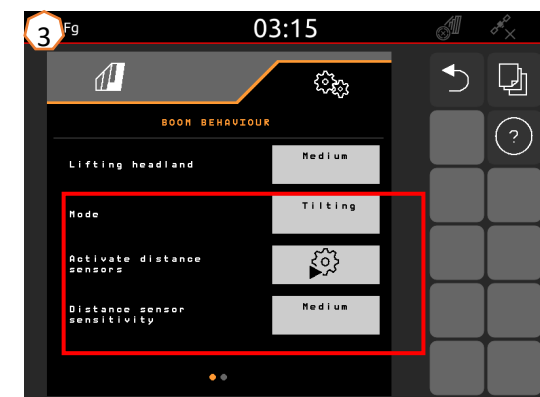 3
Fg
03:15
BOOM BEHAVIOUR
Lifting headland
Medium
Mode
Tilting
Activate distance
sensors
Distance sensor
sensitivity
Medium
?